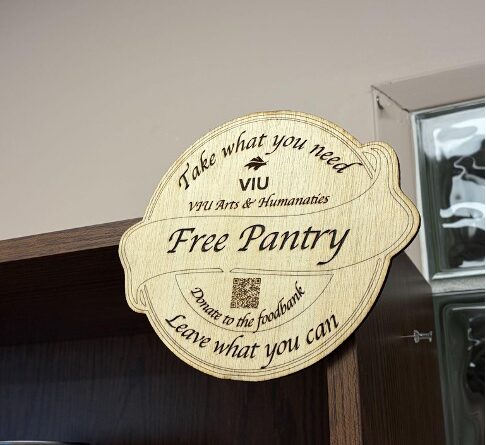 Take what you need
VIU
VIU Arts & Humanaties
Free Pantry
Donate to the foodbank
Leave what you can